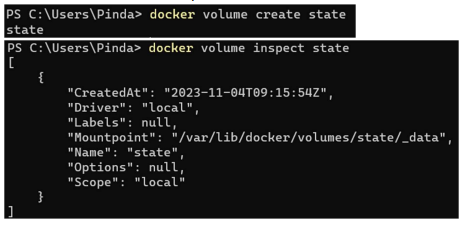 PS C:\Users\Pinda> docker volume create state
state
PS C:\Users\Pinda> docker volume inspect state
[
    {
        "CreatedAt": "2023-11-04T09:15:54Z",
        "Driver": "local",
        "Labels": null,
        "Mountpoint": "/var/lib/docker/volumes/state/_data",
        "Name": "state",
        "Options": null,
        "Scope": "local"
    }
]